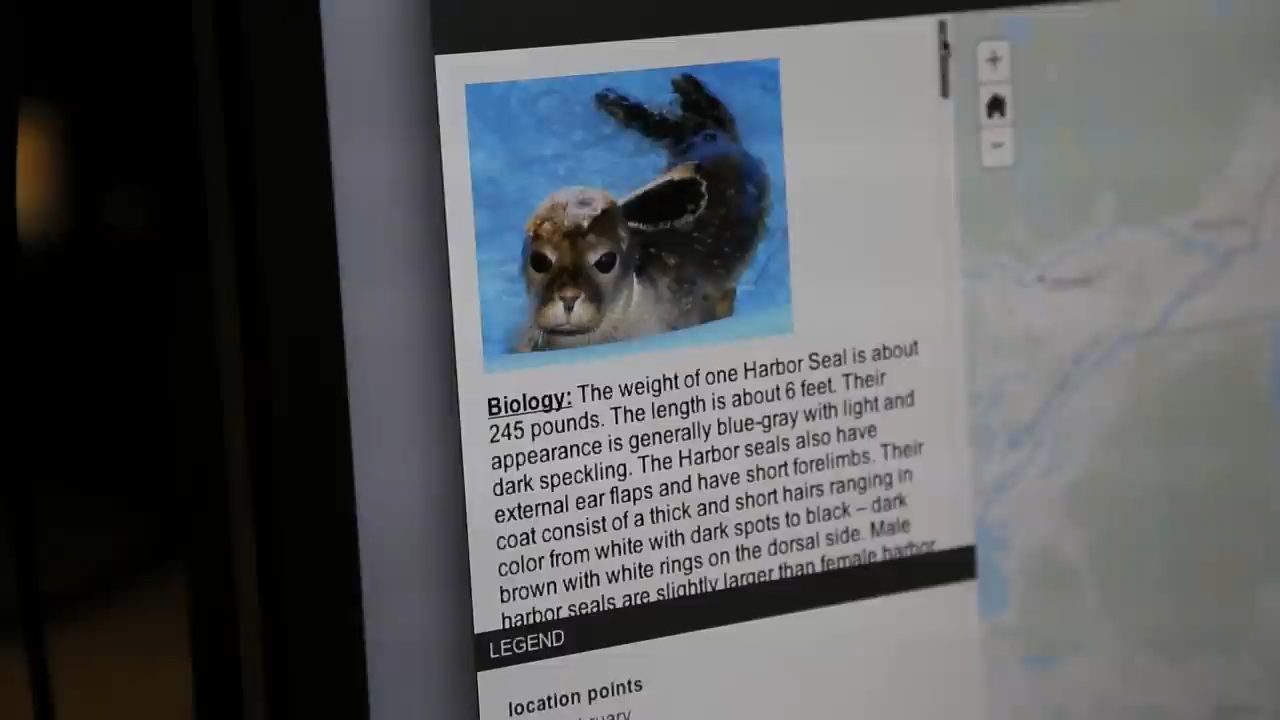 Biology: The weight of one Harbor Seal is about
245 pounds. The length is about 6 feet. Their
appearance is generally blue-gray with light and
dark speckling. The Harbor seals also have
external ear flaps and have short forelimbs. Their
coat consist of a thick and short hairs ranging in
color from white with dark spots to black – dark
brown with white rings on the dorsal side. Male
harbor seals are slightly larger than female harbor
LEGEND
location points